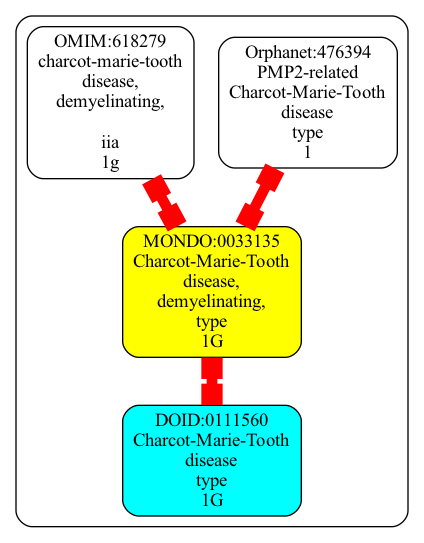 OMIM:618279
charcot-marie-tooth
disease,
demyelinating,
iia
1g
Orphanet:476394
PMP2-related
Charcot-Marie-Tooth
disease
type
1
MONDO:0033135
Charcot-Marie-Tooth
disease,
demyelinating,
type
1G
DOID:0111560
Charcot-Marie-Tooth
disease
type
1G